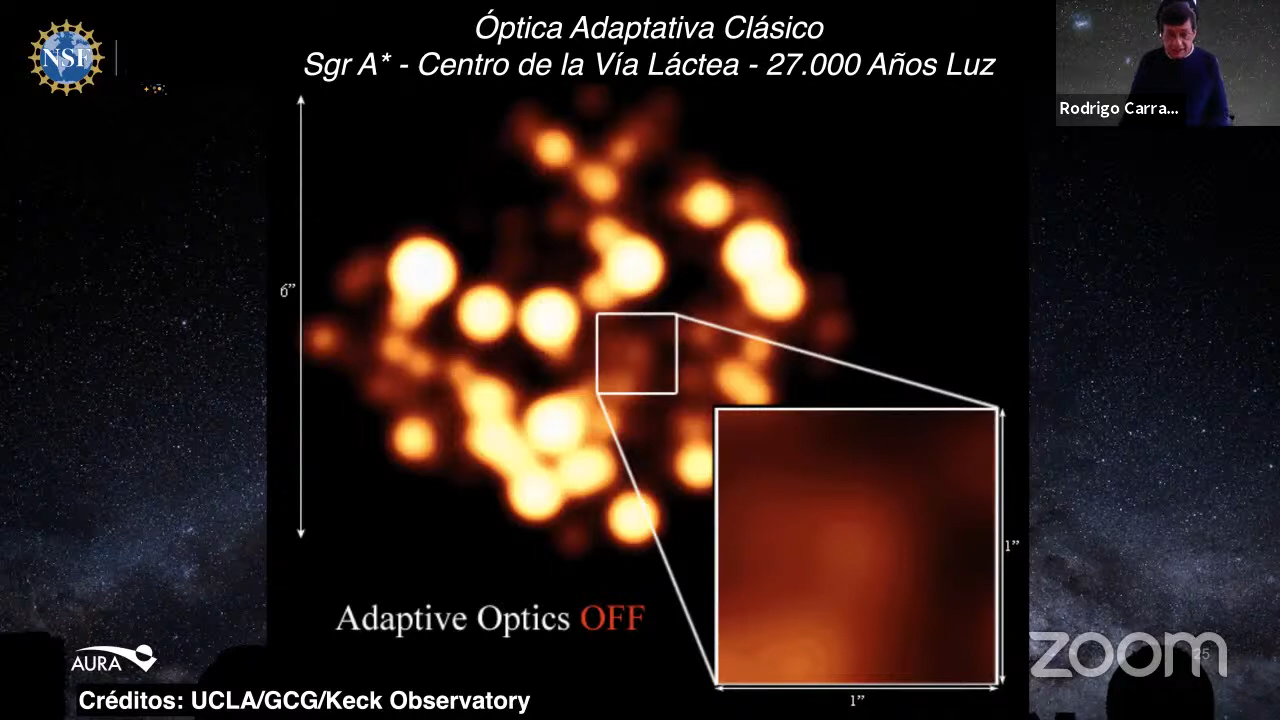 Óptica Adaptativa Clásico
Sgr A* - Centro de la Vía Láctea - 27.000 Años Luz
NSF
Rodrigo Carra...
6”
1”
Adaptive Optics OFF
1”
AURA
Créditos: UCLA/GCG/Keck Observatory
25
zoom